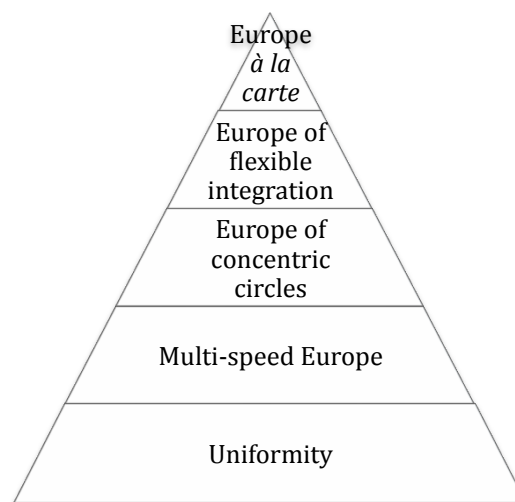 Europe
à la
carte
Europe of
flexible
integration
Europe of
concentric
circles
Multi-speed Europe
Uniformity